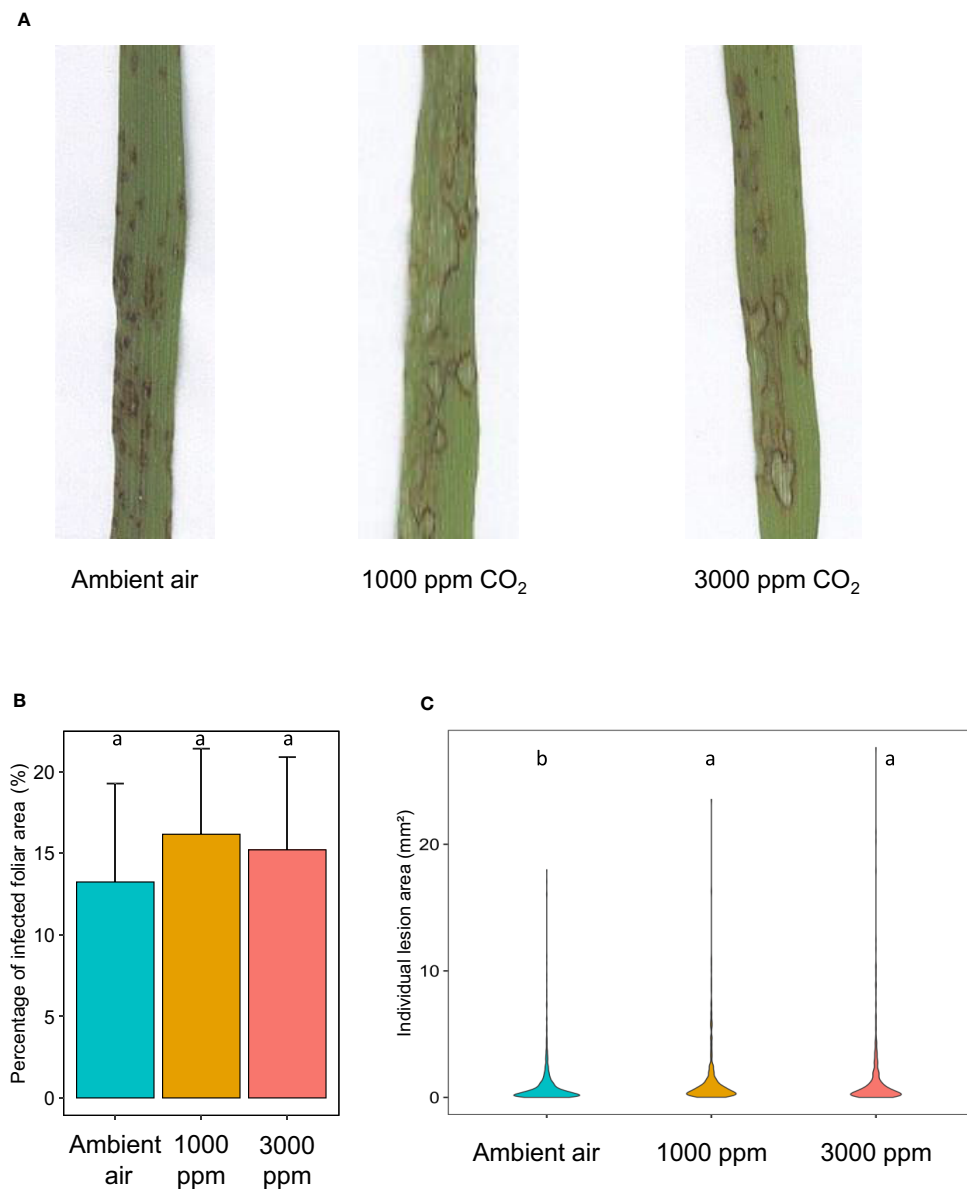 A
Ambient air
1000 ppm CO₂
3000 ppm CO₂
B
Percentage of infected foliar area (%)
20
15
10
5
0
a
a
a
Ambient air
1000 ppm
3000 ppm
C
Individual lesion area (mm²)
20
10
0
b
a
a
Ambient air
1000 ppm
3000 ppm